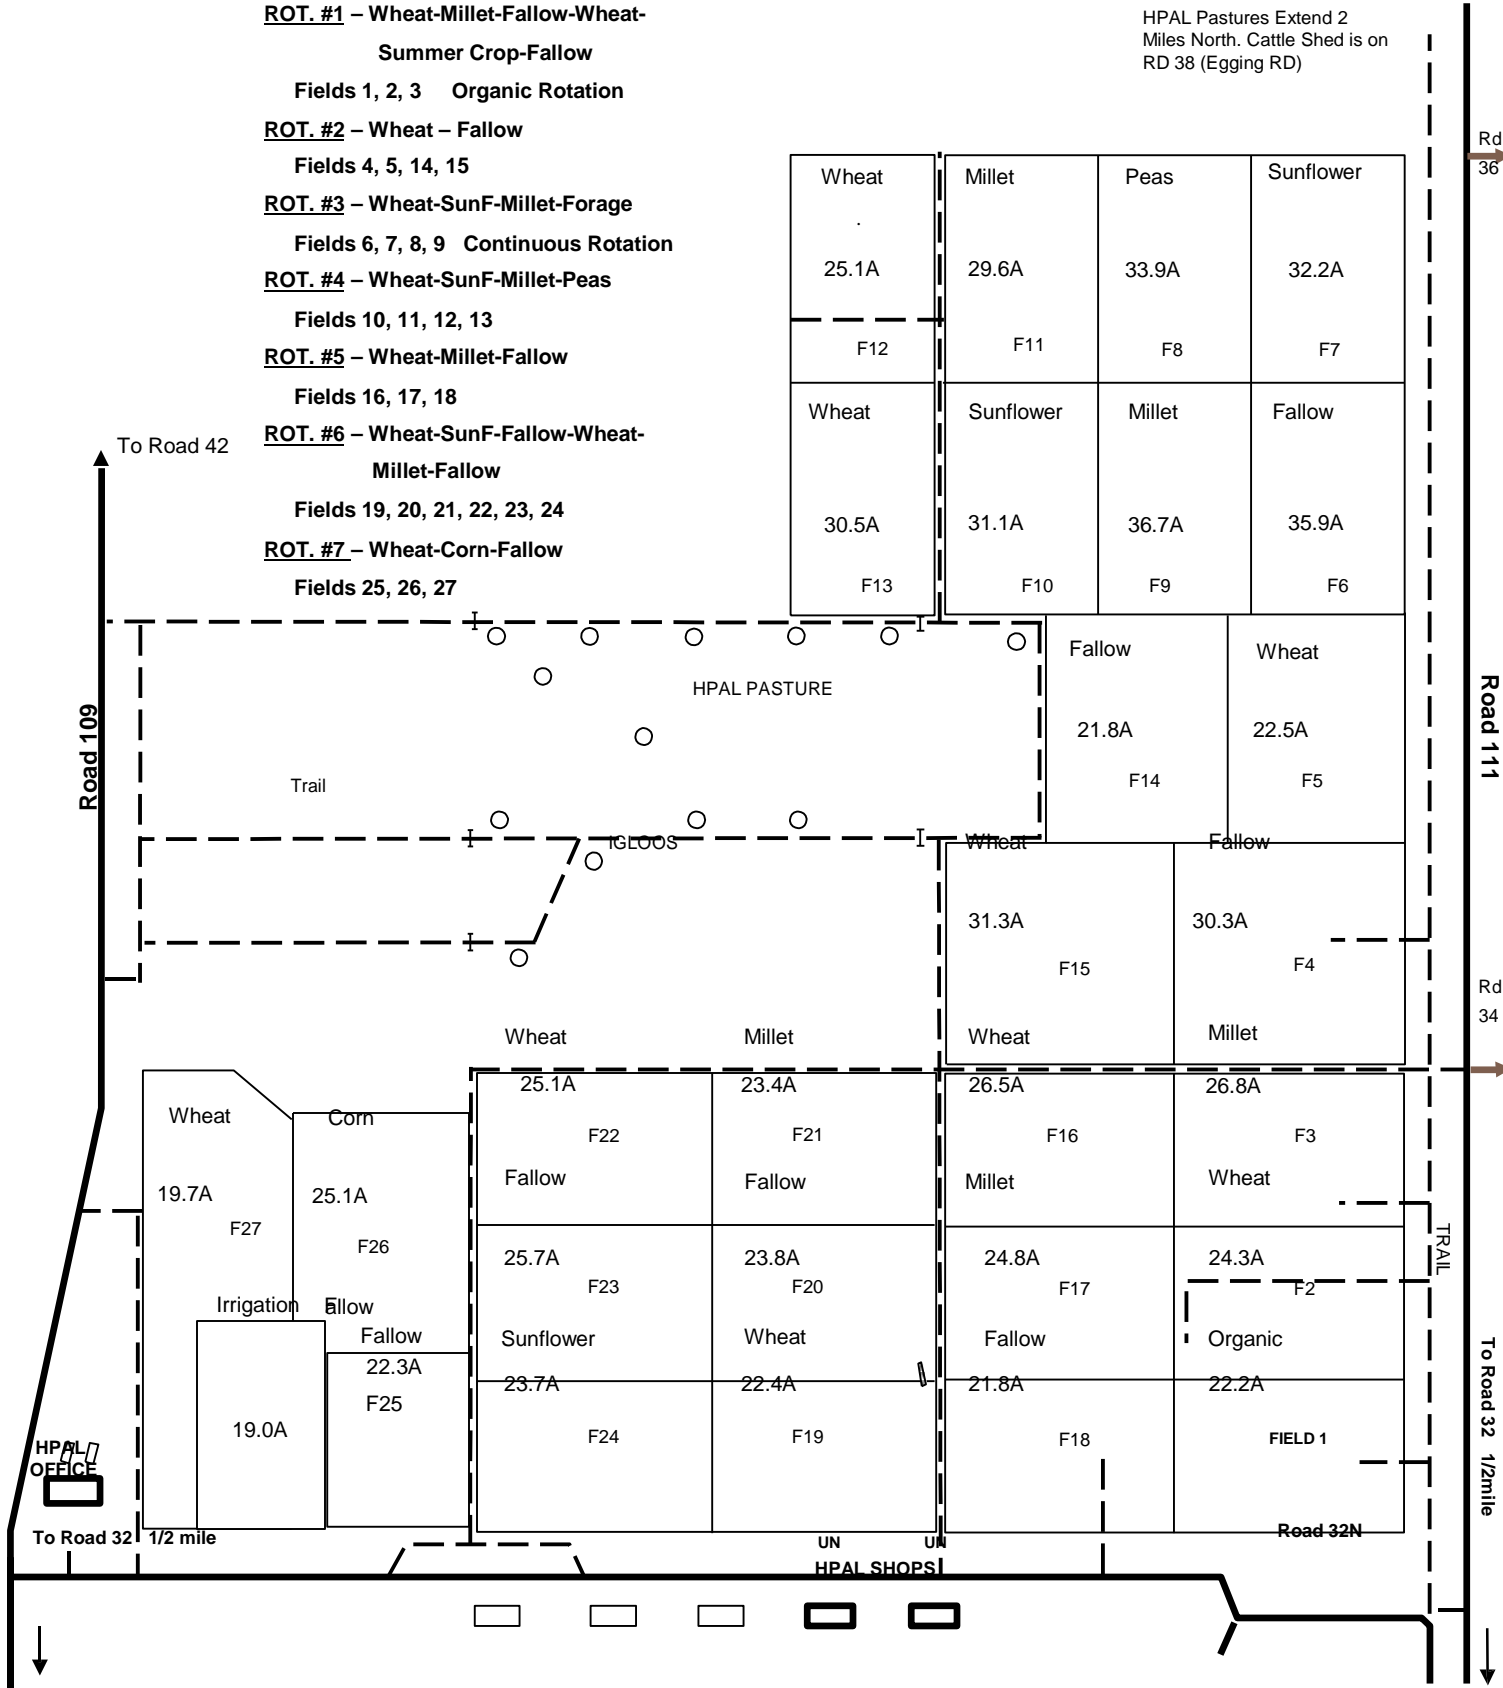 ROT. #1 – Wheat-Millet-Fallow-Wheat-
Summer Crop-Fallow
Fields 1, 2, 3 Organic Rotation
ROT. #2 – Wheat – Fallow
Fields 4, 5, 14, 15
ROT. #3 – Wheat-SunF-Millet-Forage
Fields 6, 7, 8, 9 Continuous Rotation
ROT. #4 – Wheat-SunF-Millet-Peas
Fields 10, 11, 12, 13
ROT. #5 – Wheat-Millet-Fallow
Fields 16, 17, 18
ROT. #6 – Wheat-SunF-Fallow-Wheat-
Millet-Fallow
Fields 19, 20, 21, 22, 23, 24
ROT. #7 – Wheat-Corn-Fallow
Fields 25, 26, 27
HPAL Pastures Extend 2
Miles North. Cattle Shed is on
RD 38 (Egging RD)
Rd
36
Wheat Millet Peas Sunflower
.
25.1A 29.6A 33.9A 32.2A
F12 F11 F8 F7
Wheat Sunflower Millet Fallow
30.5A 31.1A 36.7A 35.9A
F13 F10 F9 F6
To Road 42
Road 109
HPAL PASTURE
Trail
IGLOOS
Fallow Wheat
21.8A 22.5A
F14 F5
Road 111
Wheat Fallow
31.3A 30.3A
F15 F4
Rd
34
Wheat Millet Wheat Millet
25.1A 23.4A 26.5A 26.8A
F22 F21 F16 F3
Wheat Corn
19.7A 25.1A
F27 F26
Fallow Fallow Millet Wheat
25.7A 23.8A 24.8A 24.3A
F23 F20 F17 F2
TRAIL
Irrigation Fallow
Fallow
22.3A
F25
19.0A
Sunflower Wheat Fallow Organic
23.7A 22.4A 21.8A 22.2A
F24 F19 F18 FIELD 1
To Road 32 1/2mile
HPAL
OFFICE
To Road 32 1/2 mile
Road 32N
UN UN
HPAL SHOPS